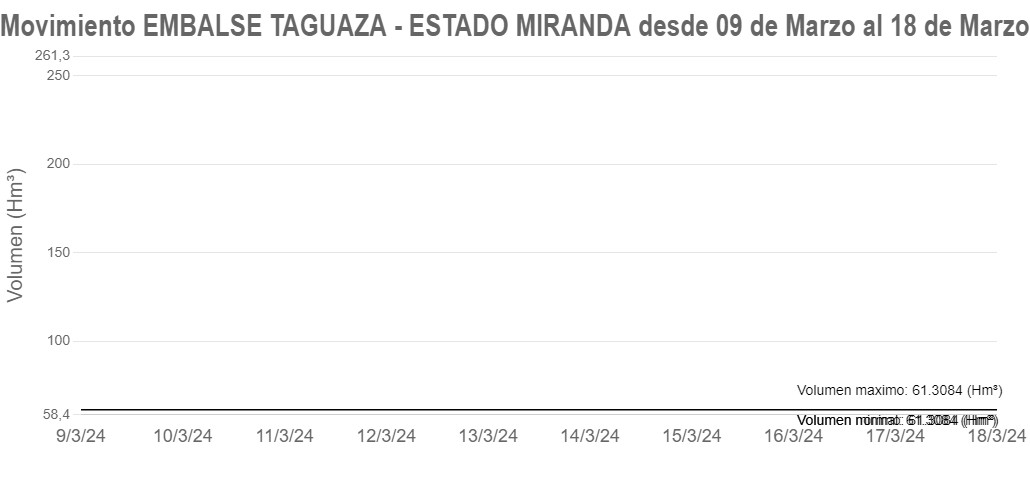 Movimiento EMBALSE TAGUAZA - ESTADO MIRANDA desde 09 de Marzo al 18 de Marzo
261,3
250
200
150
100
58,4
Volumen (Hm³)
Volumen maximo: 61.3084 (Hm³)
9/3/24 10/3/24 11/3/24 12/3/24 13/3/24 14/3/24 15/3/24 16/3/24 17/3/24 18/3/24